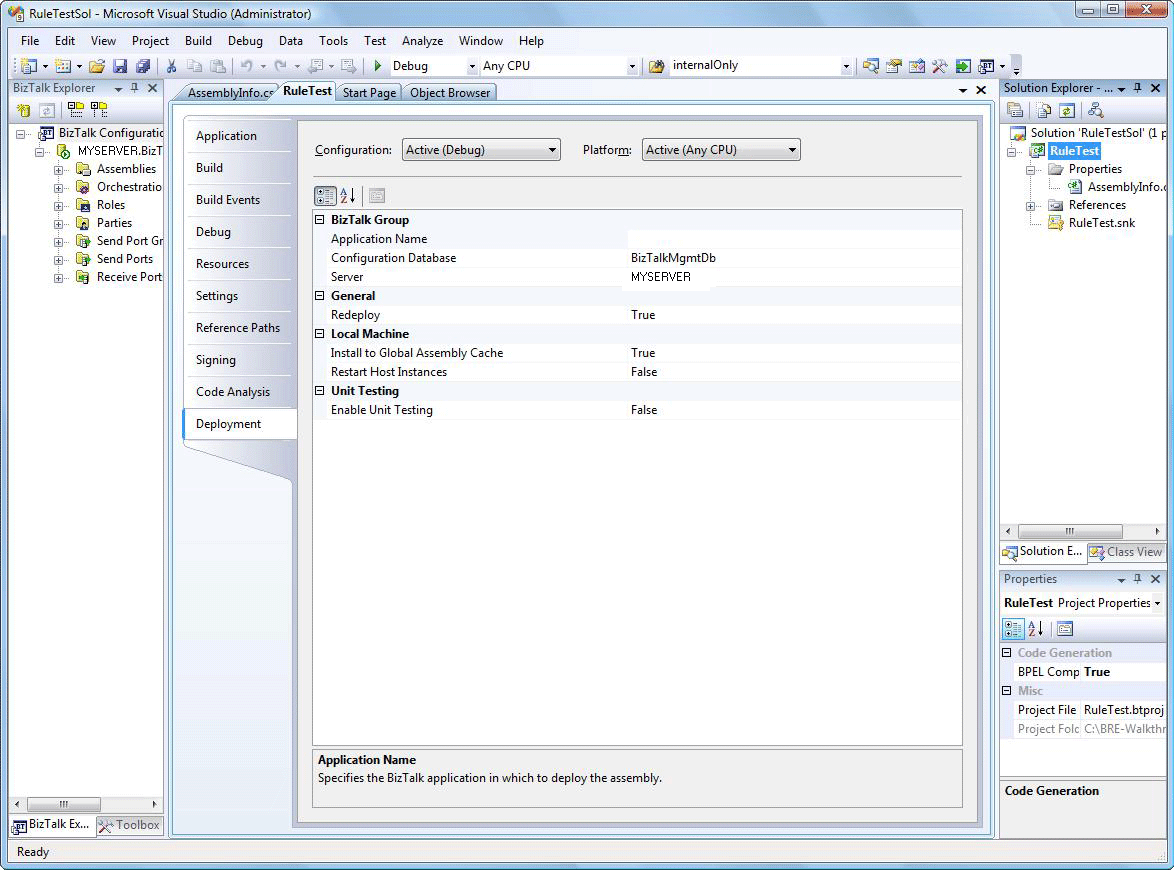 RuleTestSol - Microsoft Visual Studio (Administrator)
File Edit View Project Build Debug Data Tools Test Analyze Window Help
Debug Any CPU internalOnly
BizTalk Explorer
BizTalk Configuratio
MYSERVER.BizT
Assemblies
Orchestratio
Roles
Parties
Send Port Gr
Send Ports
Receive Port
BizTalk Ex... Toolbox
AssemblyInfo.cs RuleTest Start Page Object Browser
Application
Build
Build Events
Debug
Resources
Settings
Reference Paths
Signing
Code Analysis
Deployment
Configuration: Active (Debug) Platform: Active (Any CPU)
BizTalk Group
Application Name
Configuration Database BizTalkMgmtDb
Server MYSERVER
General
Redeploy True
Local Machine
Install to Global Assembly Cache True
Restart Host Instances False
Unit Testing
Enable Unit Testing False
Application Name
Specifies the BizTalk application in which to deploy the assembly.
Solution Explorer - ...
Solution 'RuleTestSol' (1 p
RuleTest
Properties
AssemblyInfo.c
References
RuleTest.snk
Solution E... Class View
Properties
RuleTest Project Properties
Code Generation
BPEL Comp True
Misc
Project File RuleTest.btproj
Project Folc C:\BRE-Walkthr
Code Generation
Ready